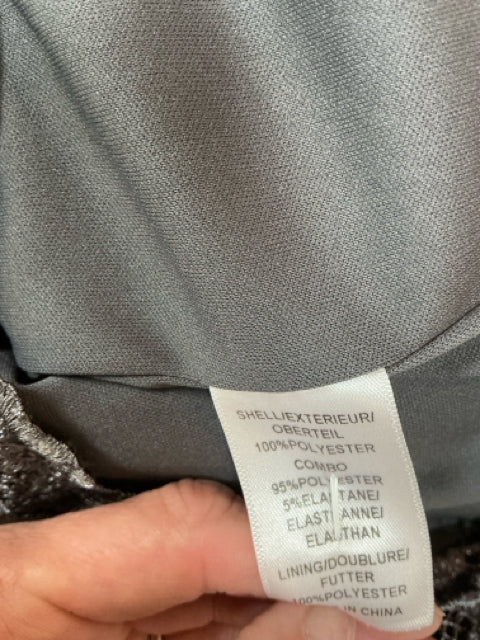 SHELL/EXTERIEUR/
OBERTEIL
100%POLYESTER
COMBO
95%POLYESTER
5%ELASTANE/
ELASTHANNE/
ELASTHAN
LINING/DOUBLURE/
FUTTER
100%POLYESTER
IN CHINA